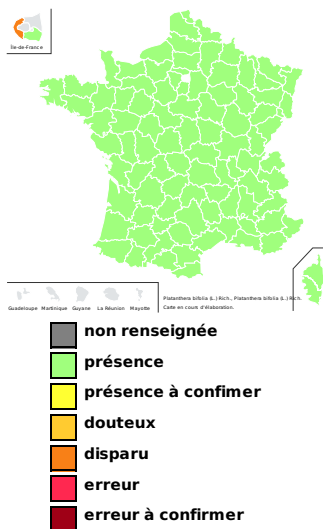 Île-de-France
Guadeloupe Martinique Guyane La Réunion Mayotte
Platanthera bifolia (L.) Rich., Platanthera bifolia (L.) Rich.
Carte en cours d'élaboration.
non renseignée
présence
présence à confimer
douteux
disparu
erreur
erreur à confirmer